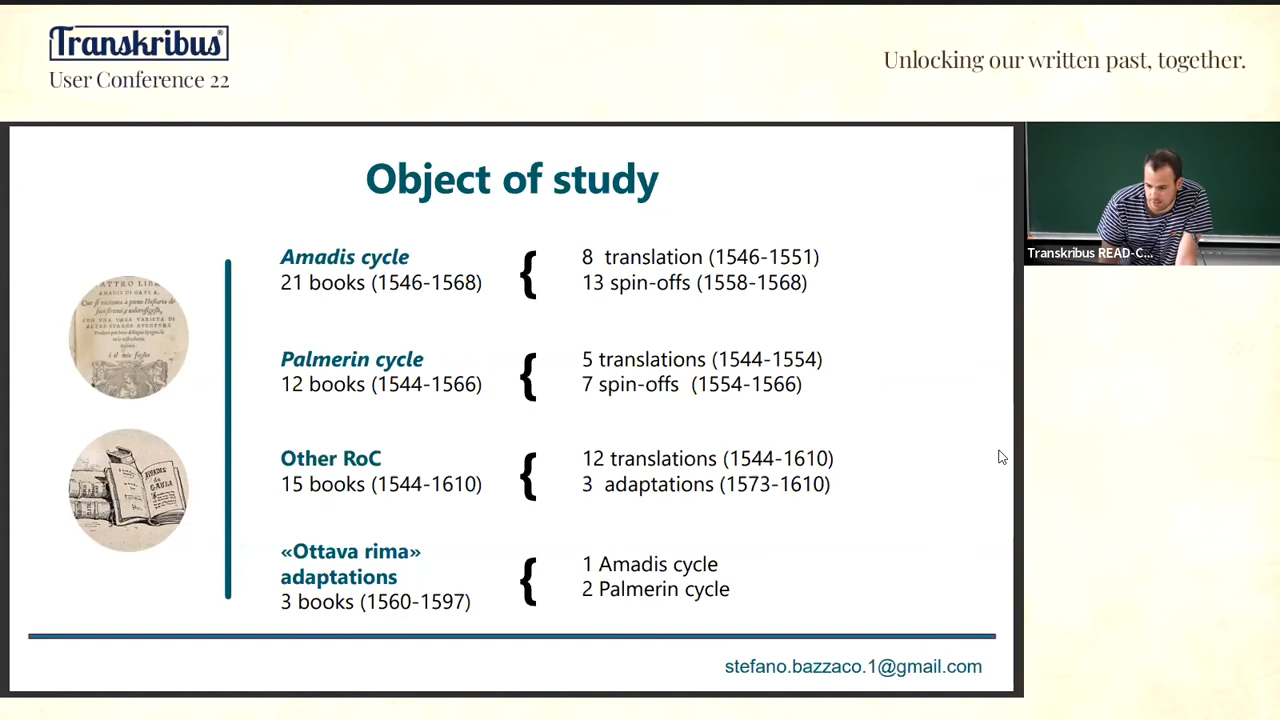 Transkribus®
User Conference 22
Unlocking our written past, together.
Object of study
Amadis cycle
21 books (1546-1568)
{
8 translation (1546-1551)
13 spin-offs (1558-1568)
Palmerin cycle
12 books (1544-1566)
{
5 translations (1544-1554)
7 spin-offs (1554-1566)
Other RoC
15 books (1544-1610)
{
12 translations (1544-1610)
3 adaptations (1573-1610)
«Ottava rima»
adaptations
3 books (1560-1597)
{
1 Amadis cycle
2 Palmerin cycle
stefano.bazzaco.1@gmail.com
Transkribus READ-C...
AMADIS
de
GAULA